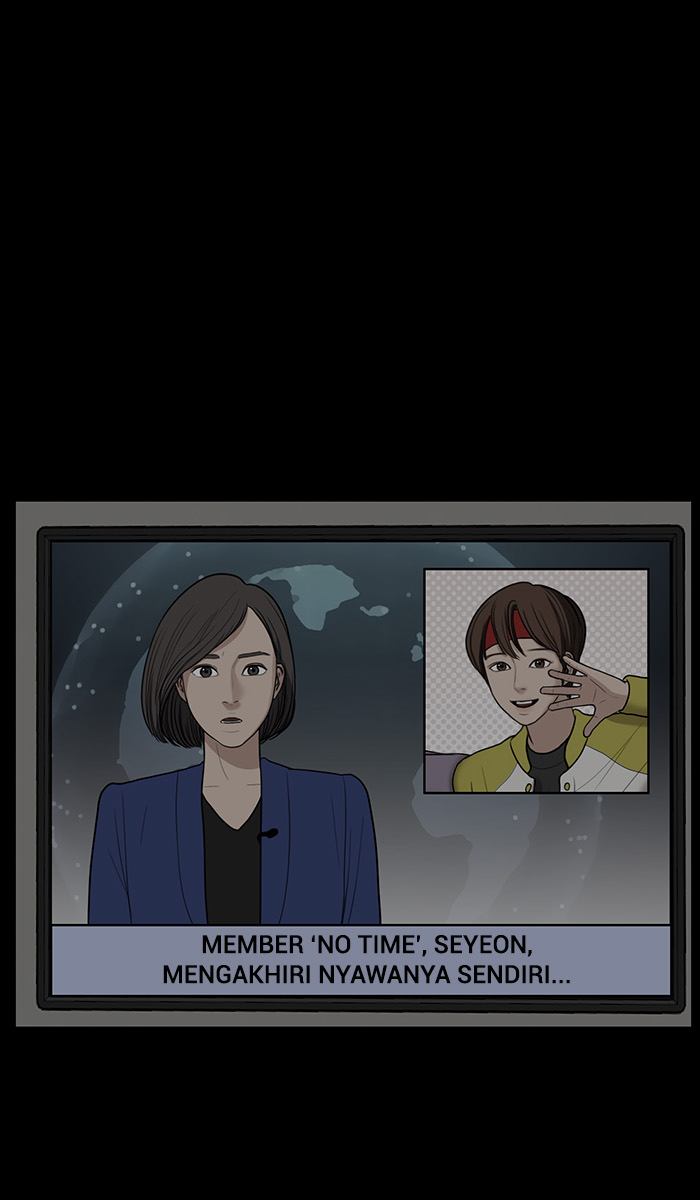 MEMBER ‘NO TIME’, SEYEON,
MENGAKHIRI NYAWANYA SENDIRI...